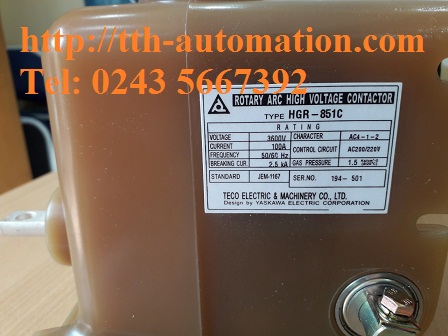 http://tth-automation.com/
Tel: 0243 5667392
ROTARY ARC HIGH VOLTAGE CONTACTOR
TYPE HGR-851C
RATING
VOLTAGE 3600V CHARACTER AC4-1-2
CURRENT 100A CONTROL CIRCUIT AC200/220V
FREQUENCY 50/60 Hz
BREAKING CUR. 2.5 kA GAS PRESSURE 1.5
STANDARD JEM-1167 SER.NO. 194-501
TECO ELECTRIC & MACHINERY CO., LTD.
Design by YASKAWA ELECTRIC CORPORATION